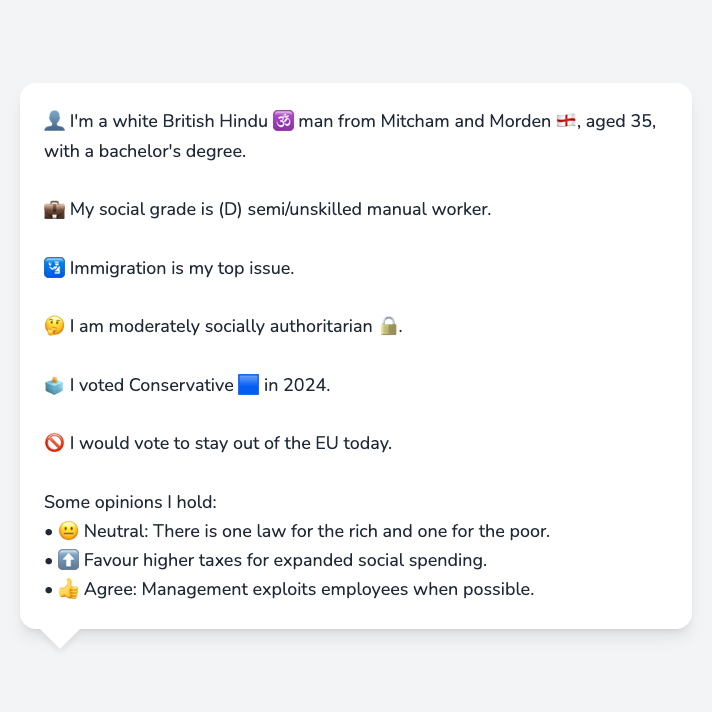 👤 I'm a white British Hindu 🕉️ man from Mitcham and Morden 🏴󠁧󠁢󠁥󠁮󠁧󠁿, aged 35,
with a bachelor's degree.
💼 My social grade is (D) semi/unskilled manual worker.
🛂 Immigration is my top issue.
🤔 I am moderately socially authoritarian 🔒.
🗳️ I voted Conservative 🟦 in 2024.
🚫 I would vote to stay out of the EU today.
Some opinions I hold:
• 😐 Neutral: There is one law for the rich and one for the poor.
• ⬆️ Favour higher taxes for expanded social spending.
• 👍 Agree: Management exploits employees when possible.